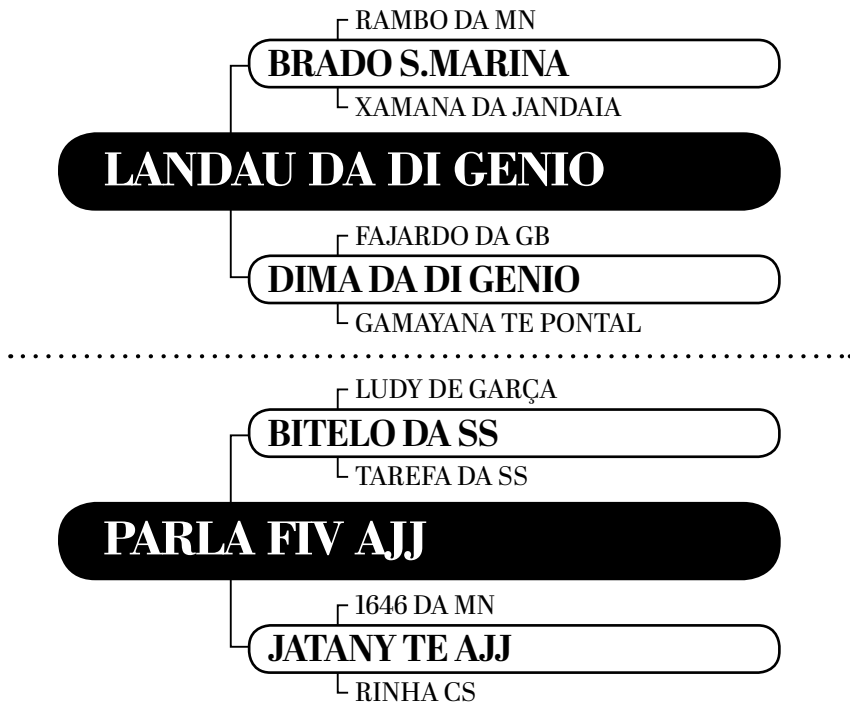 RAMBO DA MN
BRADO S.MARINA
XAMANA DA JANDAIA
LANDAU DA DI GENIO
FAJARDO DA GB
DIMA DA DI GENIO
GAMAYANA TE PONTAL
LUDY DE GARÇA
BITELO DA SS
TAREFA DA SS
PARLA FIV AJJ
1646 DA MN
JATANY TE AJJ
RINHA CS